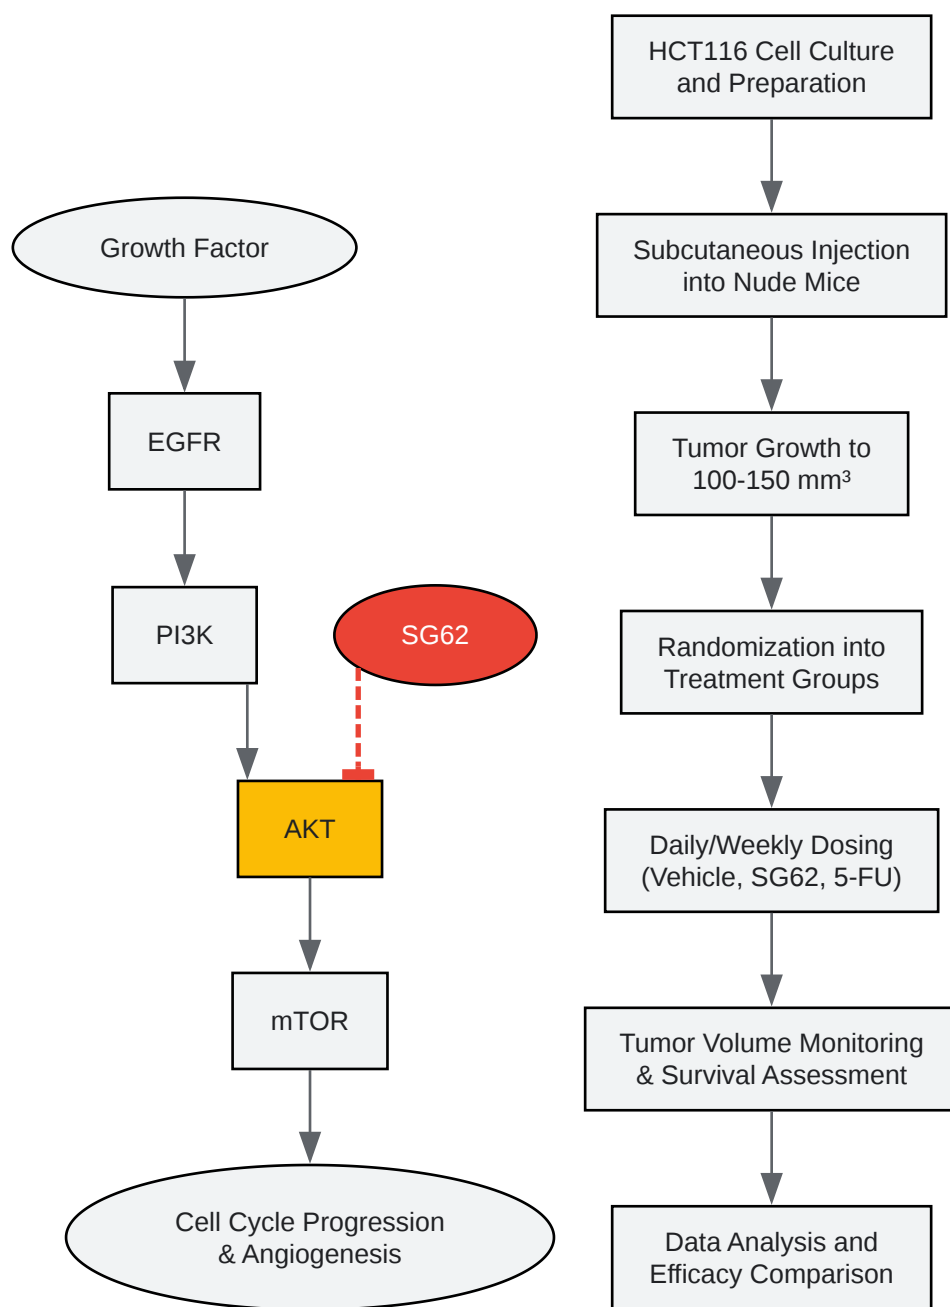 Growth Factor
EGFR
PI3K
SG62
AKT
mTOR
Cell Cycle Progression
& Angiogenesis
HCT116 Cell Culture
and Preparation
Subcutaneous Injection
into Nude Mice
Tumor Growth to
100-150 mm³
Randomization into
Treatment Groups
Daily/Weekly Dosing
(Vehicle, SG62, 5-FU)
Tumor Volume Monitoring
& Survival Assessment
Data Analysis and
Efficacy Comparison